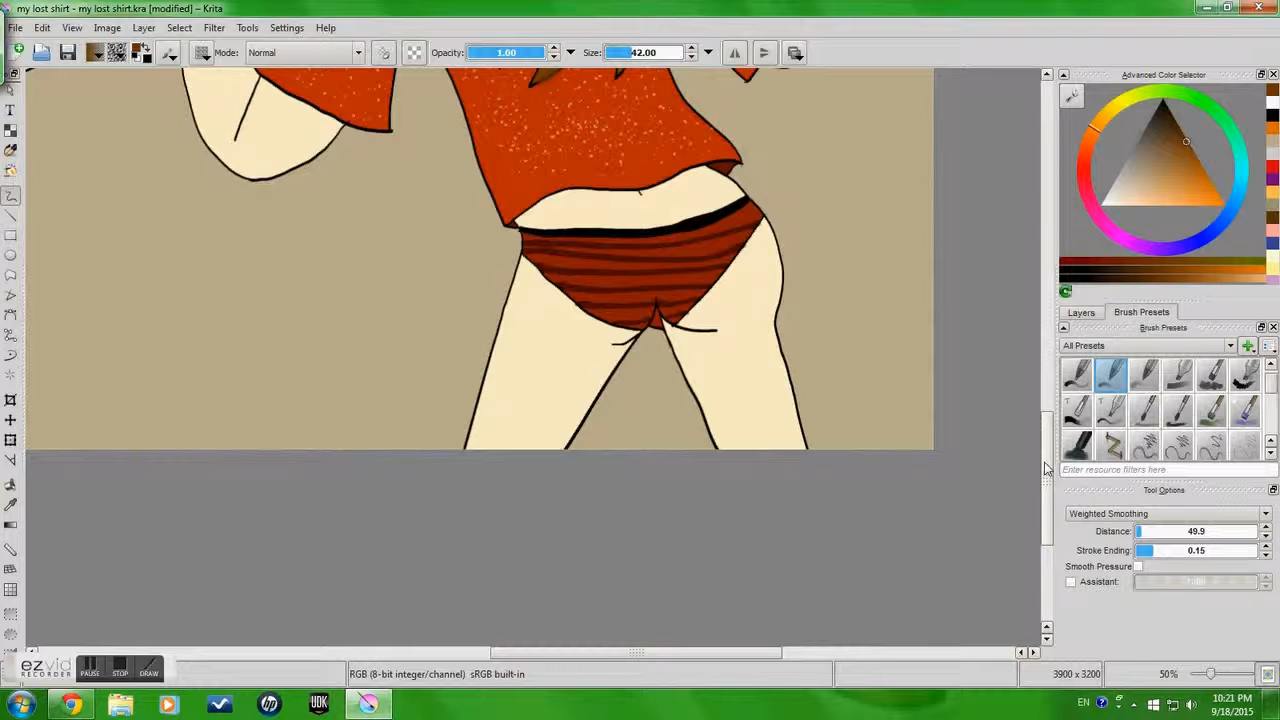 my lost shirt - my lost shirt.kra [modified] – Krita
File Edit View Image Layer Select Filter Tools Settings Help
Mode: Normal Opacity: 1.00 Size: 42.00
Advanced Color Selector
Layers Brush Presets
Brush Presets
All Presets
Enter resource filters here
Tool Options
Weighted Smoothing
Distance: 49.9
Stroke Ending: 0.15
Smooth Pressure:
Assistant:
ezvid
RECORDER
PAUSE STOP DRAW
RGB (8-bit integer/channel) sRGB built-in
3900 x 3200
50%
hp
UDK
EN
10:21 PM
9/18/2015